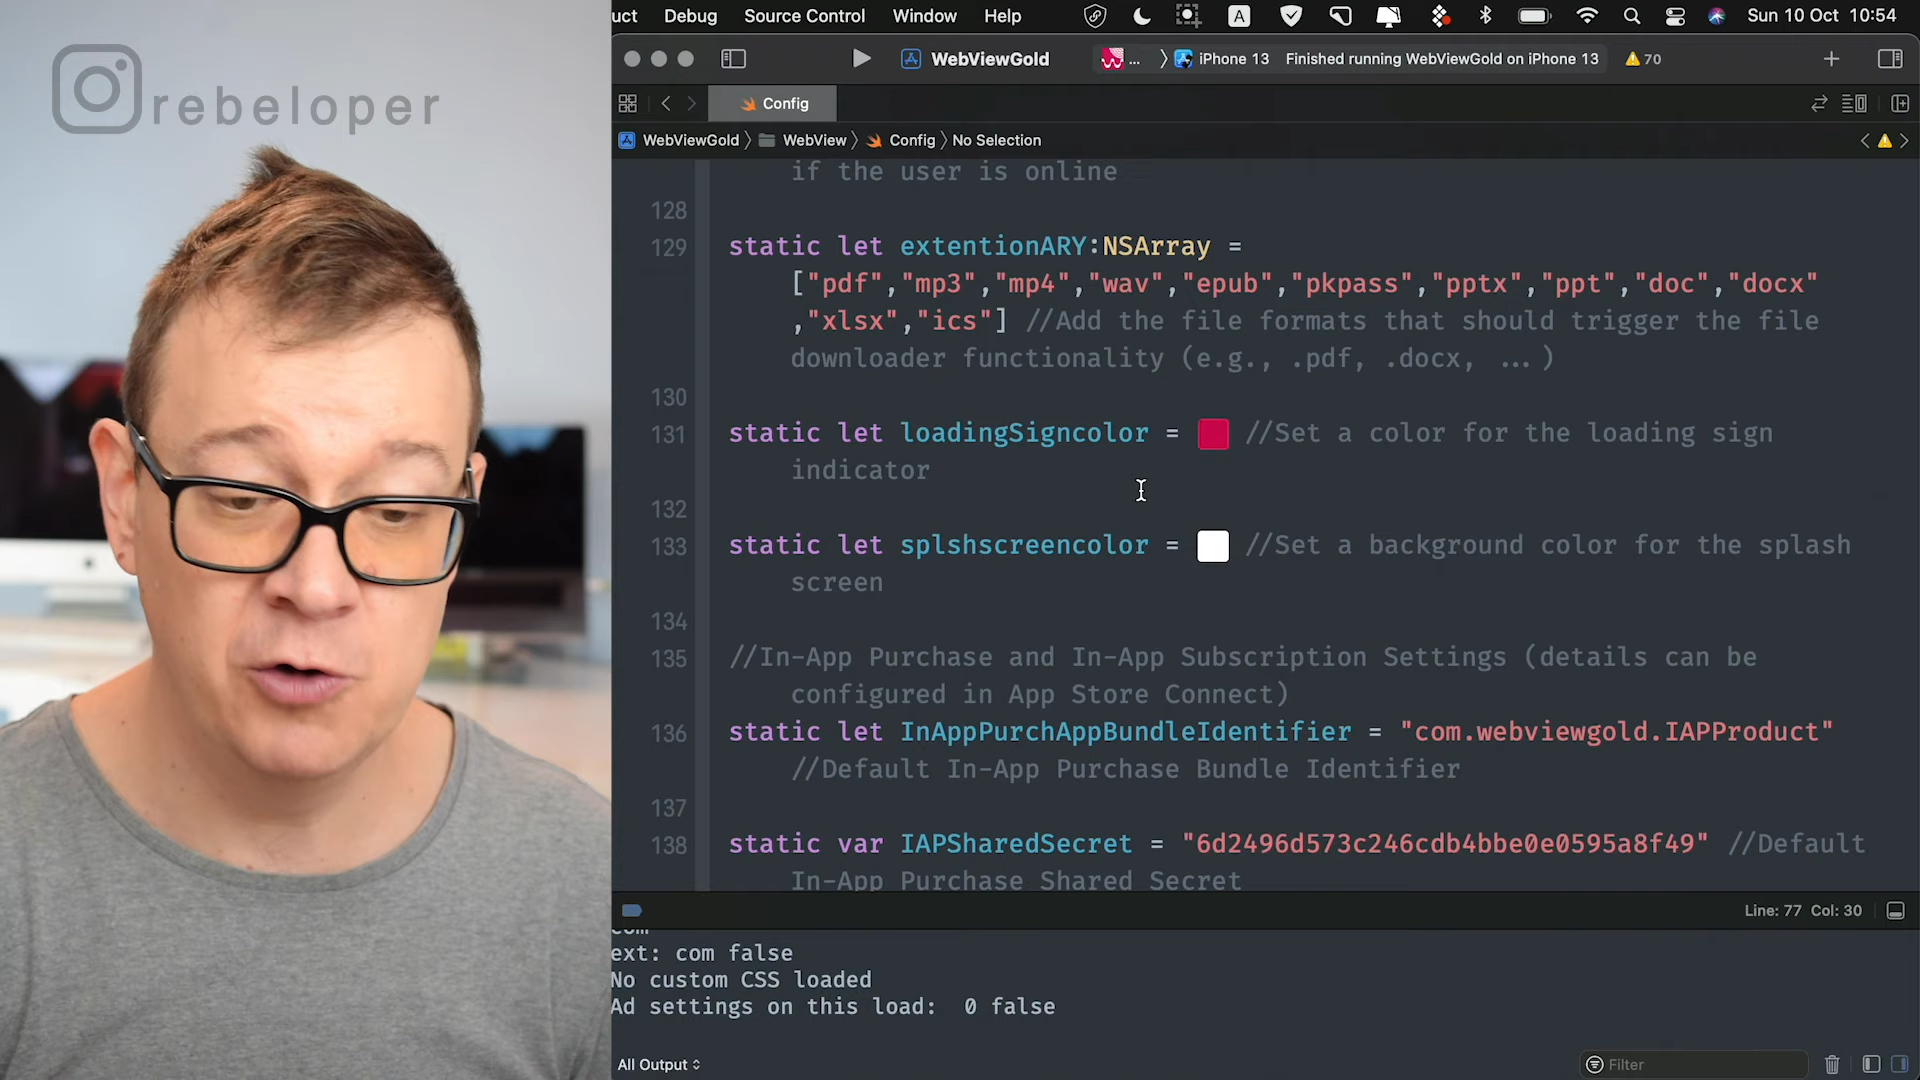 uct Debug Source Control Window Help A Sun 10 Oct 10:54
rebeloper
WebViewGold ... iPhone 13 Finished running WebViewGold on iPhone 13 70
Config
WebViewGold WebView Config No Selection
if the user is online
128
129 static let extentionARY:NSArray =
["pdf","mp3","mp4","wav","epub","pkpass","pptx","ppt","doc","docx"
,"xlsx","ics"] //Add the file formats that should trigger the file
downloader functionality (e.g., .pdf, .docx, ...)
130
131 static let loadingSigncolor = //Set a color for the loading sign
indicator
132
133 static let splshscreencolor = //Set a background color for the splash
screen
134
135 //In-App Purchase and In-App Subscription Settings (details can be
configured in App Store Connect)
136 static let InAppPurchAppBundleIdentifier = "com.webviewgold.IAPProduct"
//Default In-App Purchase Bundle Identifier
137
138 static var IAPSharedSecret = "6d2496d573c246cdb4bbe0e0595a8f49" //Default
In-App Purchase Shared Secret
Line: 77 Col: 30
com
ext: com false
No custom CSS loaded
Ad settings on this load: 0 false
All Output
Filter